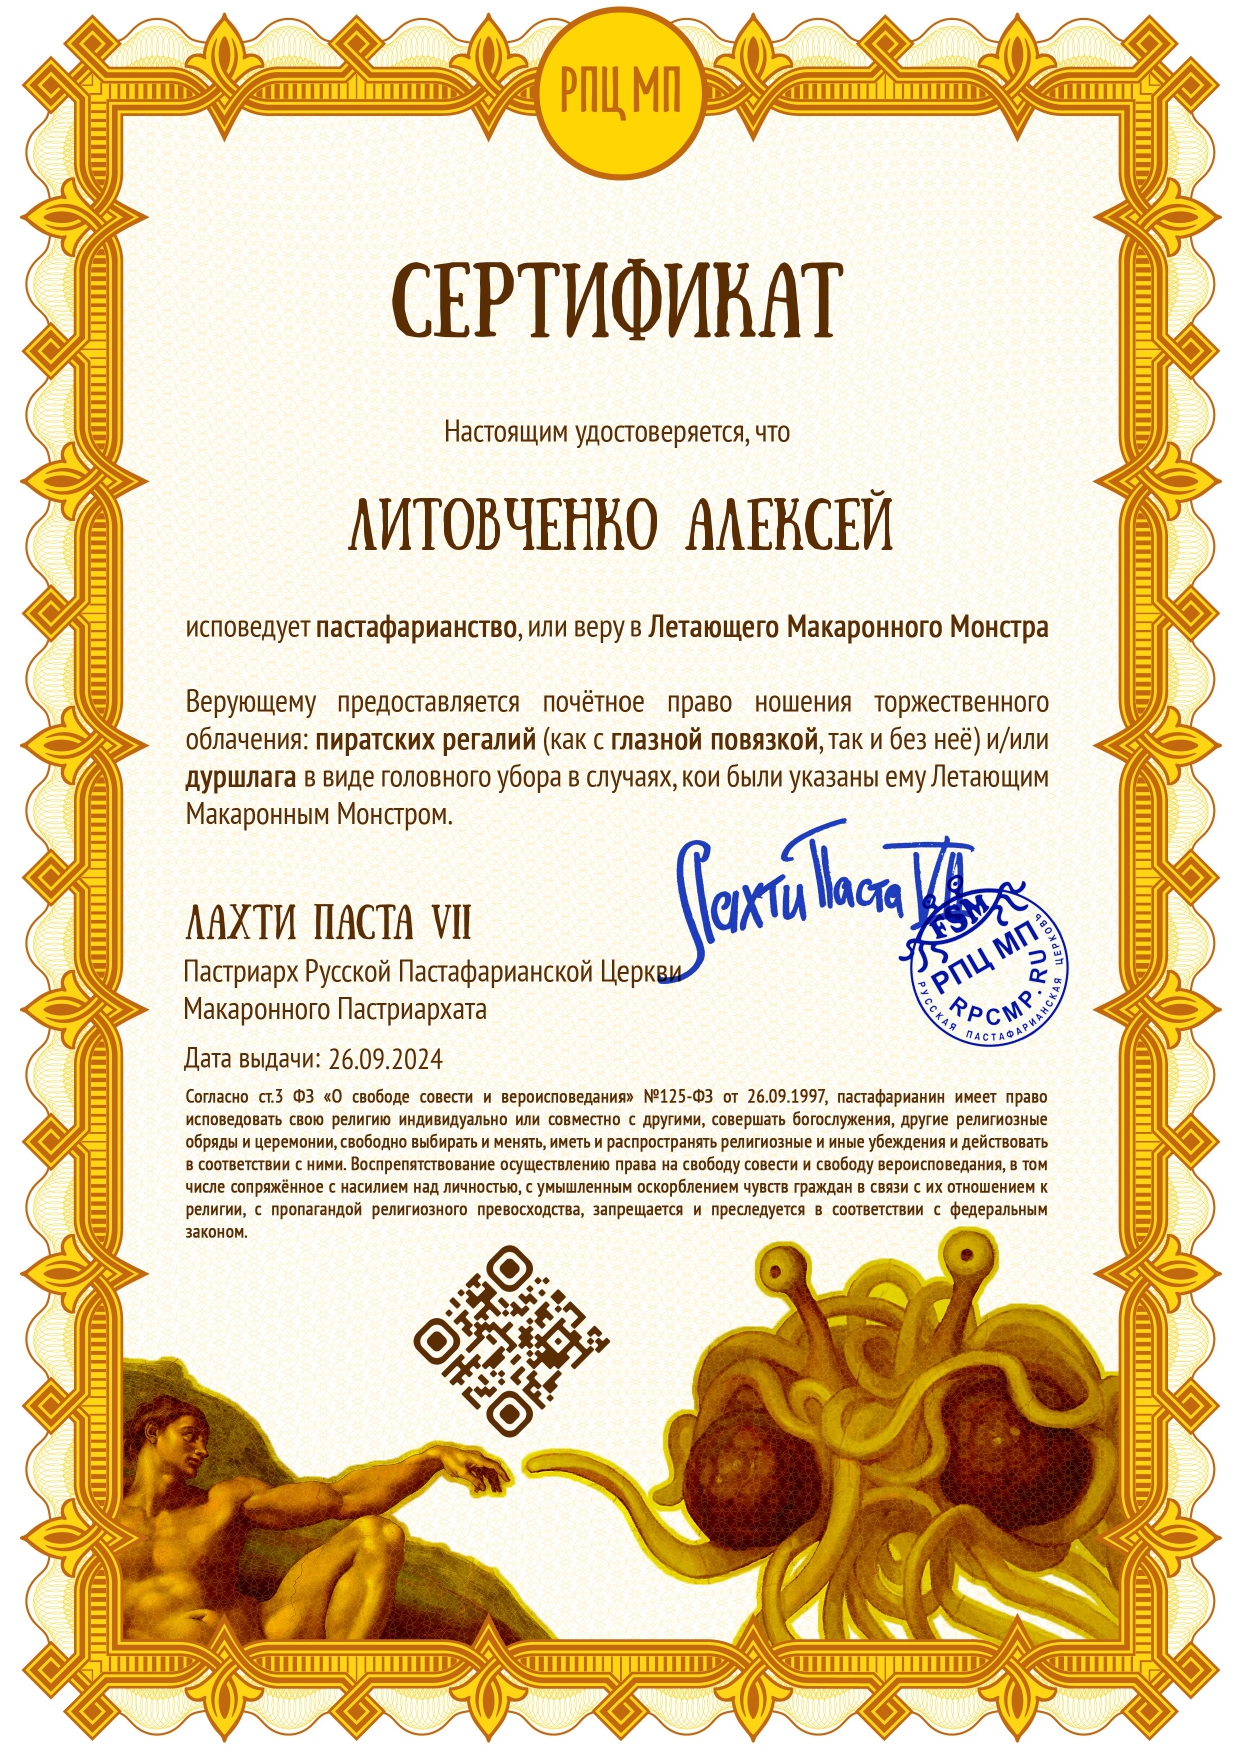 РПЦ МП
СЕРТИФИКАТ
Настоящим удостоверяется, что
ЛИТОВЧЕНКО АЛЕКСЕЙ
исповедует пастафарианство, или веру в Летающего Макаронного Монстра
Верующему предоставляется почётное право ношения торжественного
облачения: пиратских регалий (как с глазной повязкой, так и без неё) и/или
дуршлага в виде головного убора в случаях, кои были указаны ему Летающим
Макаронным Монстром.
Лахти Паста VII
ЛАХТИ ПАСТА VII
Пастриарх Русской Пастафарианской Церкви
Макаронного Пастриархата
FSM
РПЦ МП
RPCMP.RU
РУССКАЯ ПАСТАФАРИАНСКАЯ ЦЕРКОВЬ
Дата выдачи: 26.09.2024
Согласно ст.3 ФЗ «О свободе совести и вероисповедания» №125-ФЗ от 26.09.1997, пастафарианин имеет право
исповедовать свою религию индивидуально или совместно с другими, совершать богослужения, другие религиозные
обряды и церемонии, свободно выбирать и менять, иметь и распространять религиозные и иные убеждения и действовать
в соответствии с ними. Воспрепятствование осуществлению права на свободу совести и свободу вероисповедания, в том
числе сопряжённое с насилием над личностью, с умышленным оскорблением чувств граждан в связи с их отношением к
религии, с пропагандой религиозного превосходства, запрещается и преследуется в соответствии с федеральным
законом.